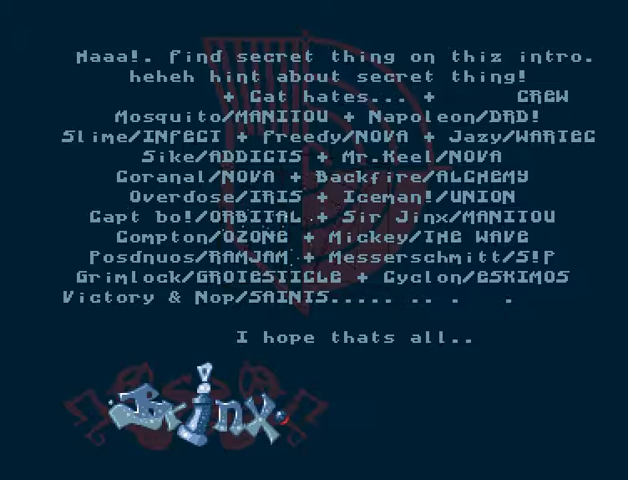 Haaa!. find secret thing on thiz intro.
heheh hint about secret thing!
+ Cat hates... + CREW
Mosquito/MANITOU + Napoleon/DRD!
Slime/INFECT + Freedy/NOVA + Jazy/WARTEC
Sike/ADDICTS + Mr.Keel/NOVA
Coranal/NOVA + Backfire/ALCHEMY
Overdose/IRIS + Iceman!/UNION
Capt bo!/ORBITAL + Sir Jinx/MANITOU
Compton/OZONE + Mickey/THE WAVE
Posdnuos/RAMJAM + Messerschmitt/S!P
Grimlock/GROTESTICLE + Cyclon/ESKIMOS
Victory & Nop/SAINTS..... .. . .
I hope thats all..